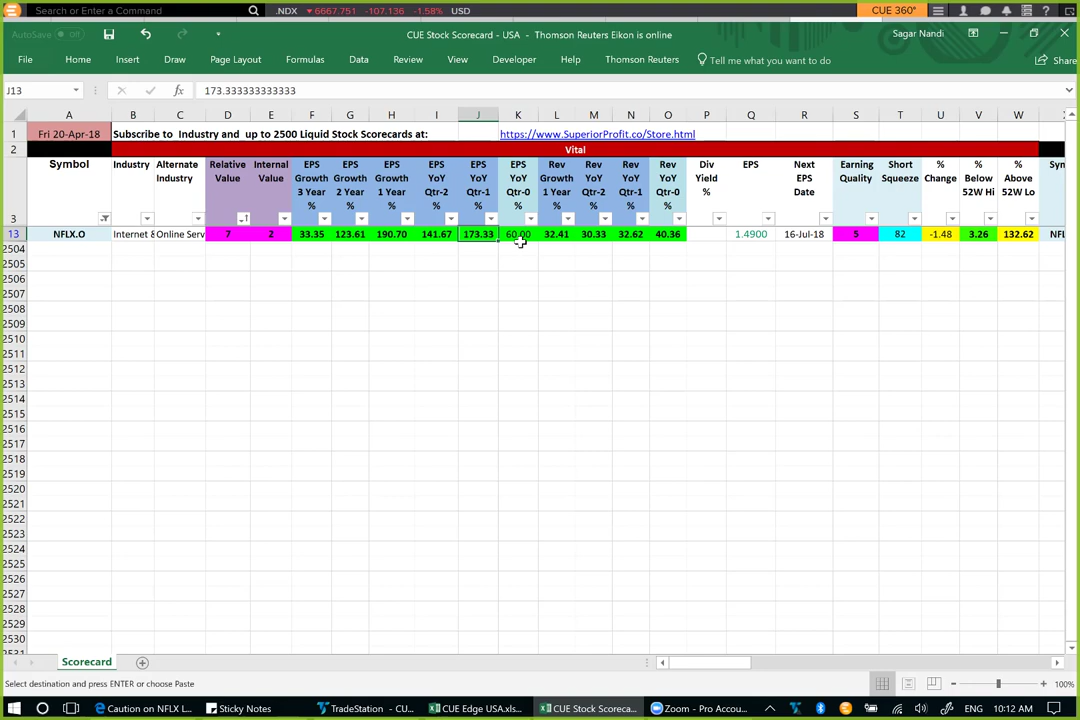 Search or Enter a Command .NDX 6667.751 -107.136 -1.58% USD CUE 360°
AutoSave Off CUE Stock Scorecard - USA - Thomson Reuters Eikon is online Sagar Nandi
File Home Insert Draw Page Layout Formulas Data Review View Developer Help Thomson Reuters Tell me what you want to do Share
J13 fx 173.333333333333
A B C D E F G H I J K L M N O P Q R S T U V W
1 Fri 20-Apr-18 Subscribe to Industry and up to 2500 Liquid Stock Scorecards at: https://www.SuperiorProfit.co/Store.html
2 Vital
3 Symbol Industry Alternate Industry Relative Value Internal Value EPS Growth 3 Year % EPS Growth 2 Year % EPS Growth 1 Year % EPS YoY Qtr-2 % EPS YoY Qtr-1 % EPS YoY Qtr-0 % Rev Growth 1 Year % Rev YoY Qtr-2 % Rev YoY Qtr-1 % Rev YoY Qtr-0 % Div Yield % EPS Next EPS Date Earning Quality Short Squeeze % Change % Below 52W Hi % Above 52W Lo Syn
13 NFLX.O Internet & Online Serv 7 2 33.35 123.61 190.70 141.67 173.33 60.00 32.41 30.33 32.62 40.36 1.4900 16-Jul-18 5 82 -1.48 3.26 132.62 NFL
2504
2505
2506
2507
2508
2509
2510
2511
2512
2513
2514
2515
2516
2517
2518
2519
2520
2521
2522
2523
2524
2525
2526
2527
2528
2529
2530
2531
Scorecard
Select destination and press ENTER or choose Paste 100%
Caution on NFLX L... Sticky Notes TradeStation - CU... CUE Edge USA.xls... CUE Stock Scoreca... Zoom - Pro Accou... ENG 10:12 AM